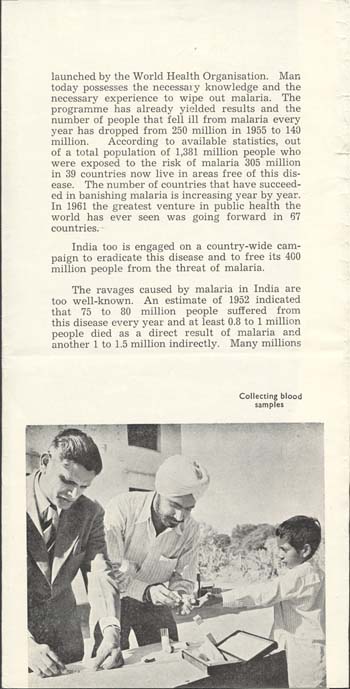 launched by the World Health Organisation. Man
today possesses the necessary knowledge and the
necessary experience to wipe out malaria. The
programme has already yielded results and the
number of people that fell ill from malaria every
year has dropped from 250 million in 1955 to 140
million. According to available statistics, out
of a total population of 1,381 million people who
were exposed to the risk of malaria 305 million
in 39 countries now live in areas free of this dis-
ease. The number of countries that have succeed-
ed in banishing malaria is increasing year by year.
In 1961 the greatest venture in public health the
world has ever seen was going forward in 67
countries.
India too is engaged on a country-wide cam-
paign to eradicate this disease and to free its 400
million people from the threat of malaria.
The ravages caused by malaria in India are
too well-known. An estimate of 1952 indicated
that 75 to 80 million people suffered from
this disease every year and at least 0.8 to 1 million
people died as a direct result of malaria and
another 1 to 1.5 million indirectly. Many millions
Collecting blood
samples